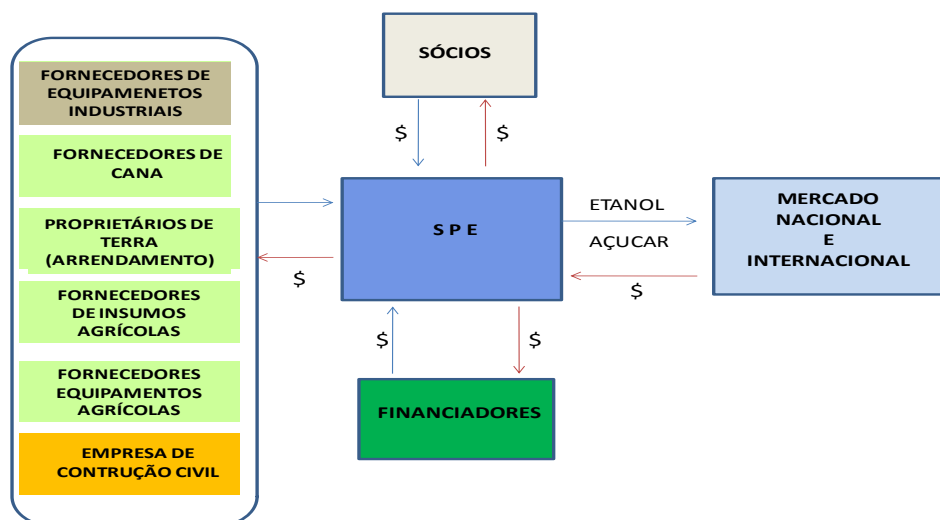 FORNECEDORES DE
EQUIPAMENETOS
INDUSTRIAIS
FORNECEDORES DE
CANA
PROPRIETÁRIOS DE
TERRA
(ARRENDAMENTO)
FORNECEDORES
DE INSUMOS
AGRÍCOLAS
FORNECEDORES
EQUIPAMENTOS
AGRÍCOLAS
EMPRESA DE
CONTRUÇÃO CIVIL
$
SÓCIOS
$
$
S P E
$
$
FINANCIADORES
ETANOL
AÇUCAR
$
MERCADO
NACIONAL
E
INTERNACIONAL